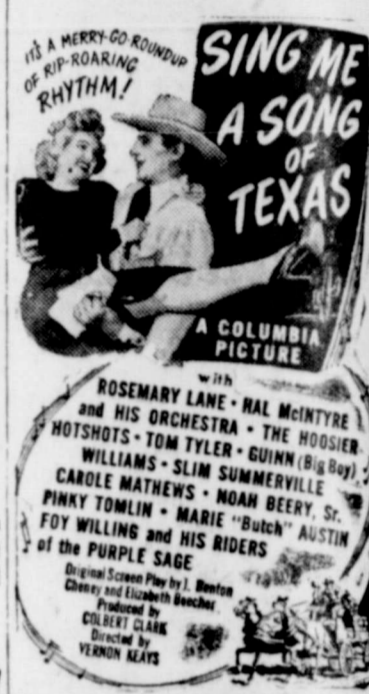 IT'S A MERRY-GO-ROUNDUP
OF RIP-ROARING
RHYTHM!
SING ME
A SONG
OF
TEXAS
A COLUMBIA
PICTURE
with
ROSEMARY LANE • HAL McINTYRE
and HIS ORCHESTRA • THE HOOSIER
HOTSHOTS • TOM TYLER • GUINN (Big Boy)
WILLIAMS • SLIM SUMMERVILLE
CAROLE MATHEWS • NOAH BEERY, Sr.
PINKY TOMLIN • MARIE "Butch" AUSTIN
FOY WILLING and HIS RIDERS
of the PURPLE SAGE
Original Screen Play by J. Benton
Cheney and Elizabeth Beecher
Produced by
COLBERT CLARK
Directed by
VERNON KEAYS